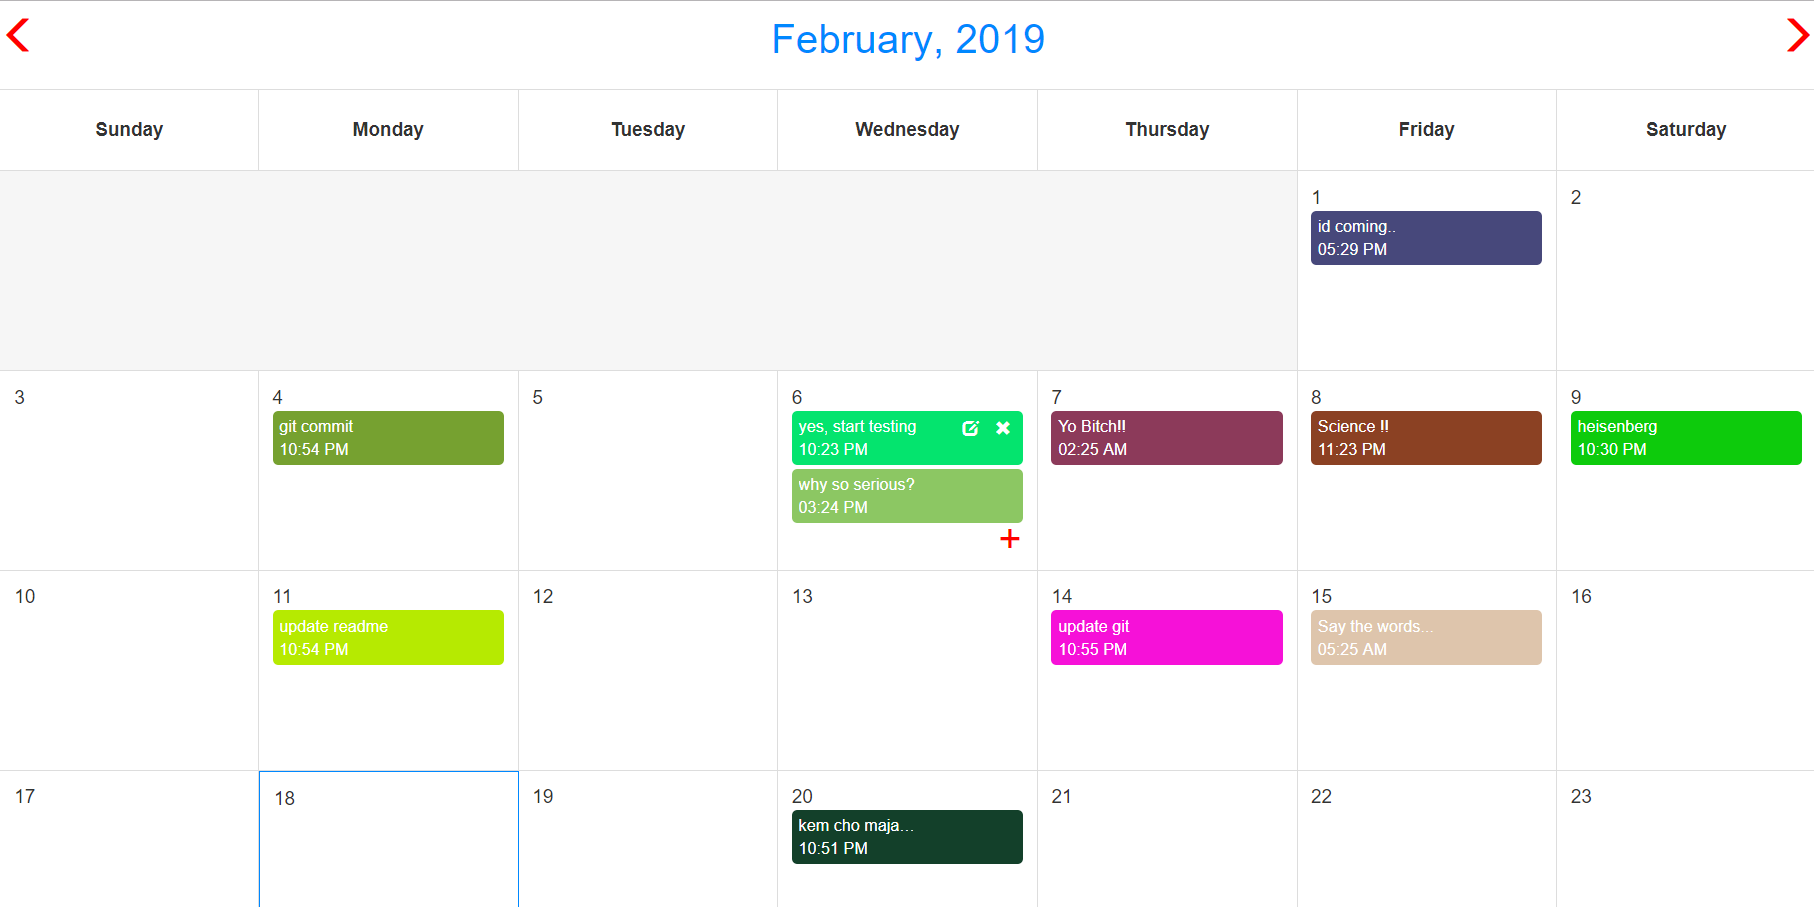 February, 2019
Sunday
Monday
Tuesday
Wednesday
Thursday
Friday
Saturday
1
id coming..
05:29 PM
2
3
4
git commit
10:54 PM
5
6
yes, start testing
10:23 PM
why so serious?
03:24 PM
+
7
Yo Bitch!!
02:25 AM
8
Science !!
11:23 PM
9
heisenberg
10:30 PM
10
11
update readme
10:54 PM
12
13
14
update git
10:55 PM
15
Say the words...
05:25 AM
16
17
18
19
20
kem cho maja...
10:51 PM
21
22
23